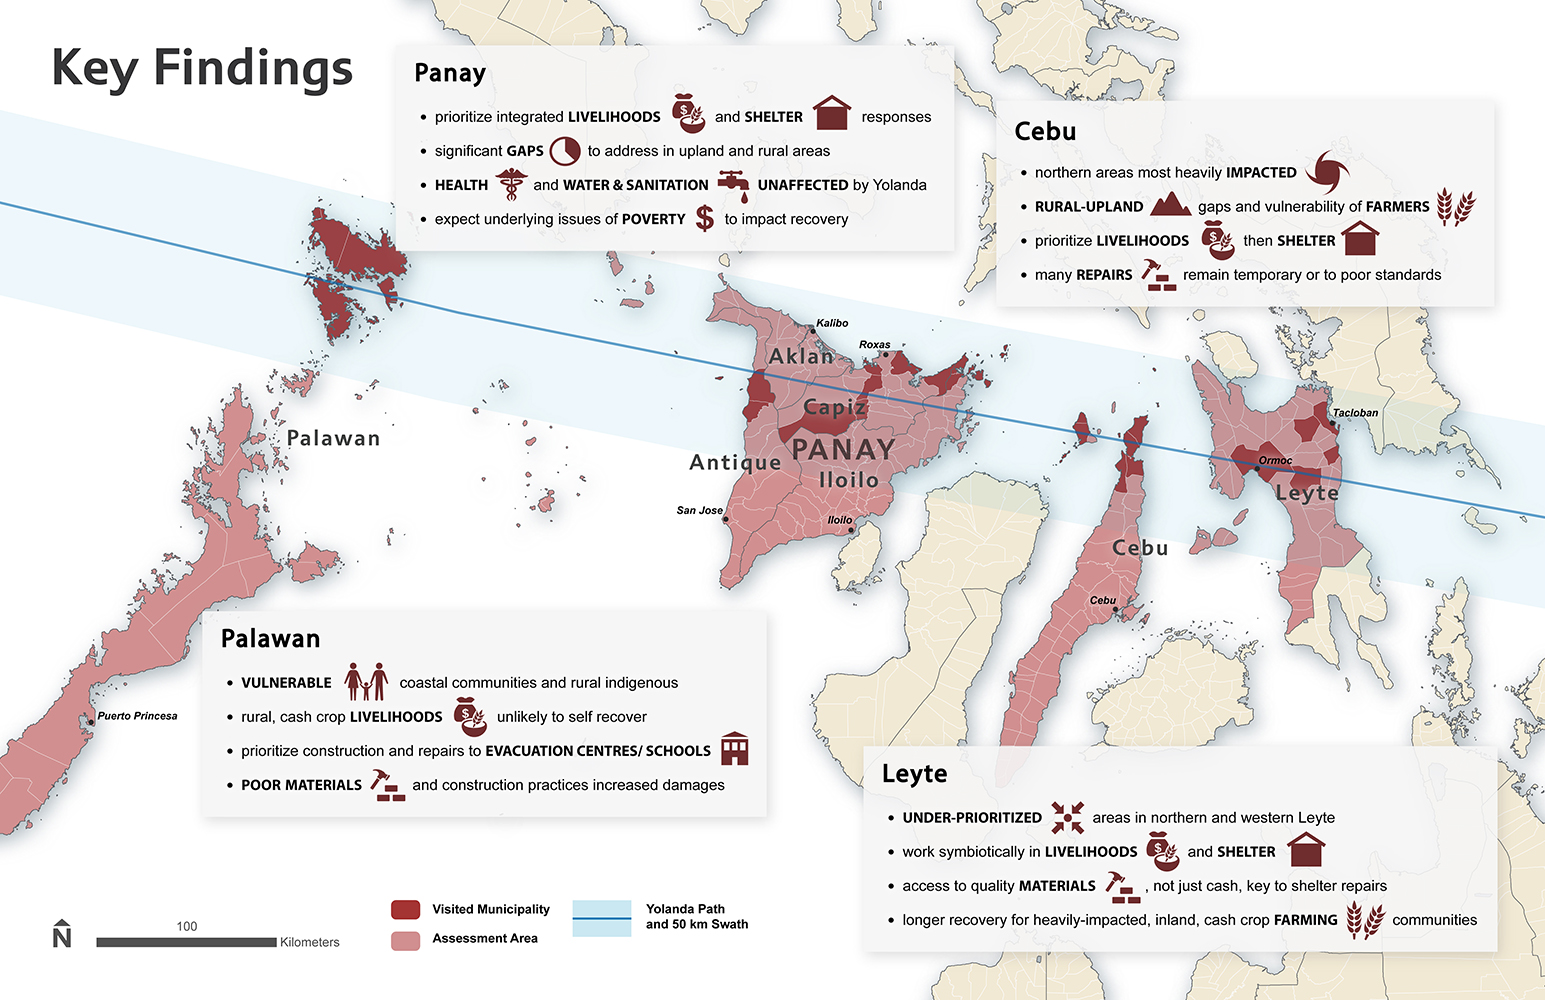 Key Findings
Panay
• prioritize integrated LIVELIHOODS and SHELTER responses
• significant GAPS to address in upland and rural areas
• HEALTH and WATER & SANITATION UNAFFECTED by Yolanda
• expect underlying issues of POVERTY $ to impact recovery
Cebu
• northern areas most heavily IMPACTED
• RURAL-UPLAND gaps and vulnerability of FARMERS
• prioritize LIVELIHOODS then SHELTER
• many REPAIRS remain temporary or to poor standards
Kalibo
Roxas
Aklan
Capiz
PANAY
Antique
Iloilo
San Jose
Iloilo
Palawan
Tacloban
Ormoc
Leyte
Cebu
Cebu
Puerto Princesa
Palawan
• VULNERABLE coastal communities and rural indigenous
• rural, cash crop LIVELIHOODS unlikely to self recover
• prioritize construction and repairs to EVACUATION CENTRES/ SCHOOLS
• POOR MATERIALS and construction practices increased damages
Leyte
• UNDER-PRIORITIZED areas in northern and western Leyte
• work symbiotically in LIVELIHOODS and SHELTER
• access to quality MATERIALS , not just cash, key to shelter repairs
• longer recovery for heavily-impacted, inland, cash crop FARMING communities
N
100
Kilometers
Visited Municipality
Assessment Area
Yolanda Path
and 50 km Swath